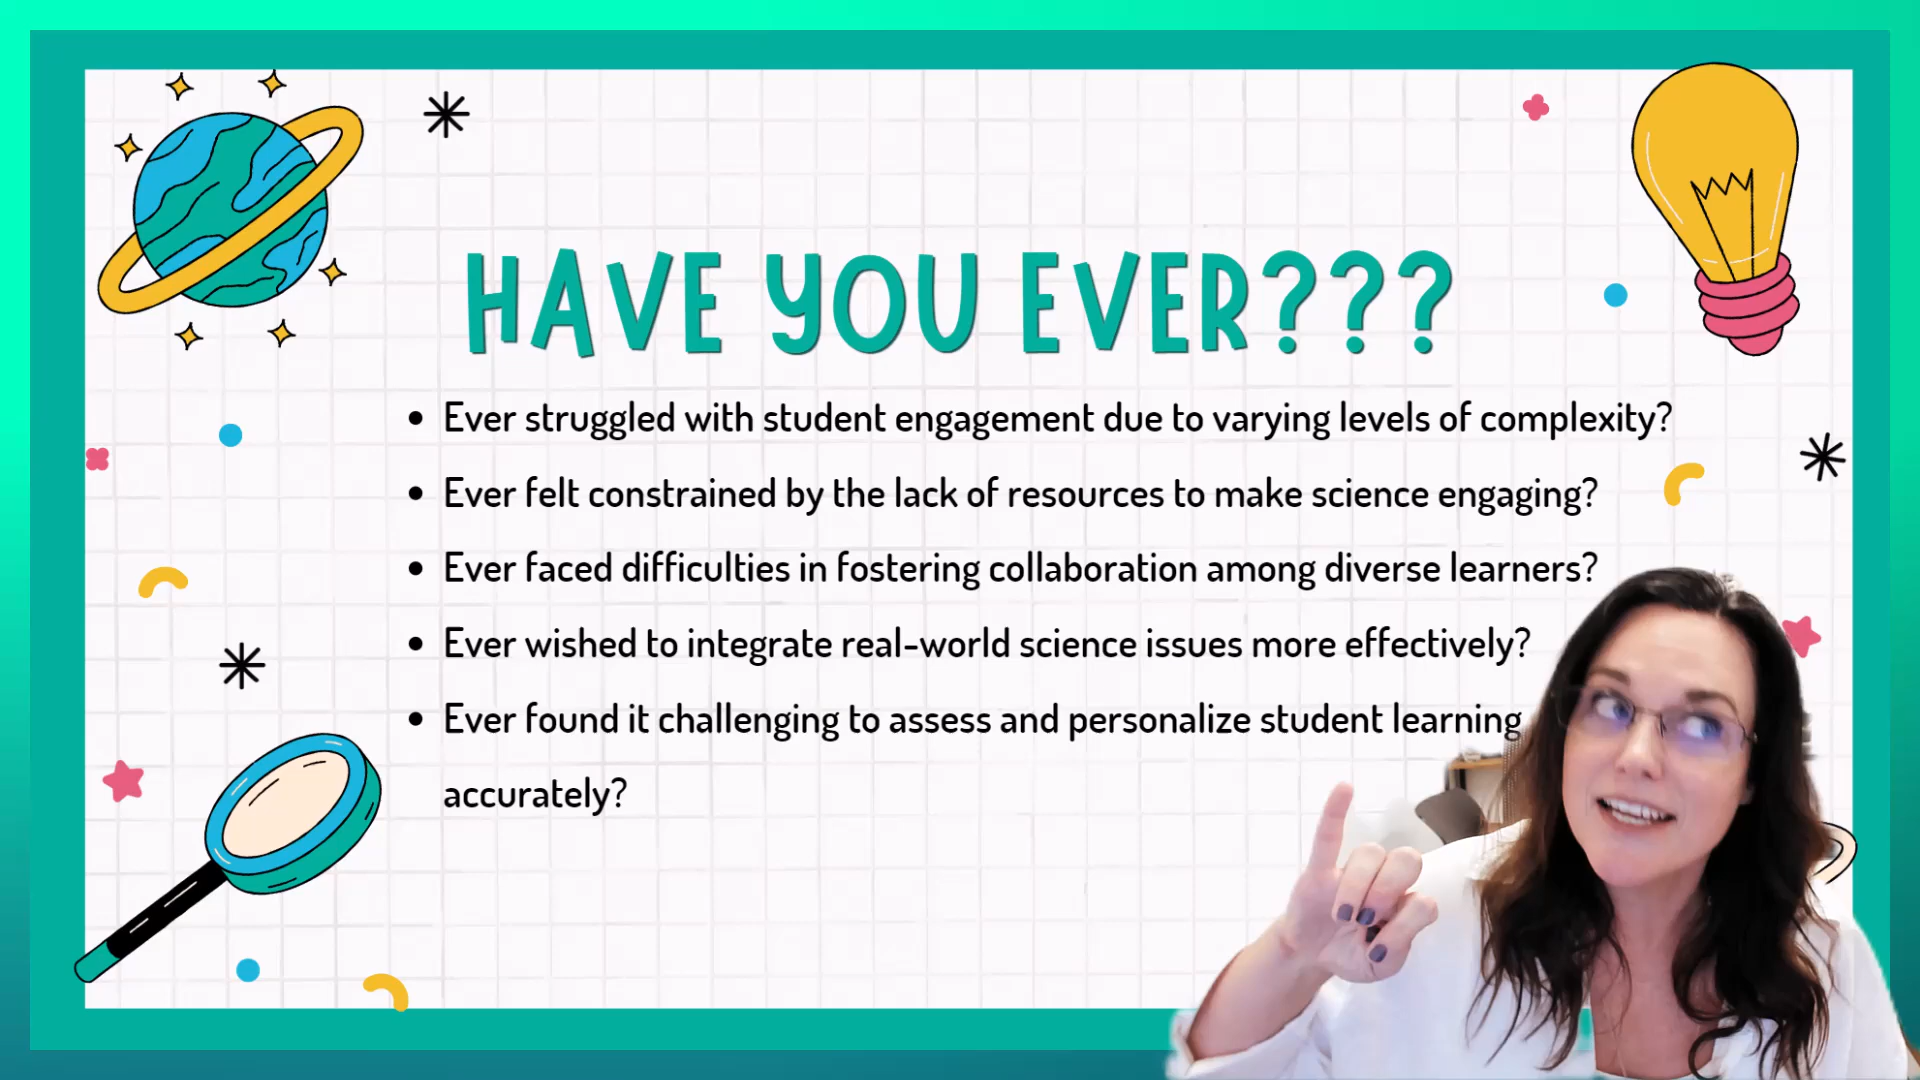 HAVE YOU EVER???
• Ever struggled with student engagement due to varying levels of complexity?
• Ever felt constrained by the lack of resources to make science engaging?
• Ever faced difficulties in fostering collaboration among diverse learners?
• Ever wished to integrate real-world science issues more effectively?
• Ever found it challenging to assess and personalize student learning
accurately?